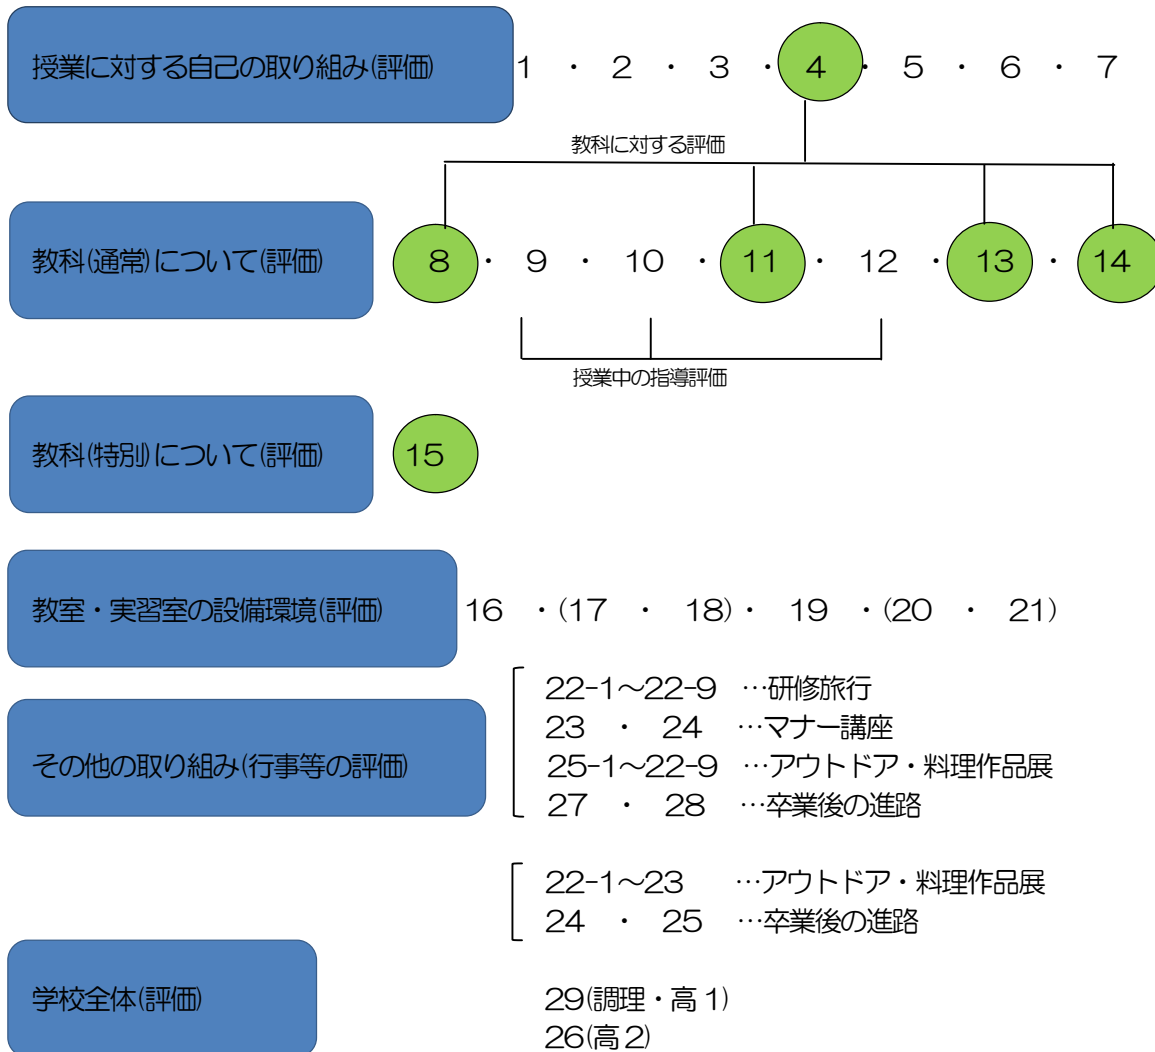 授業に対する自己の取り組み(評価) 1 ・ 2 ・ 3 ・ 4 ・ 5 ・ 6 ・ 7
教科に対する評価
教科(通常)について(評価) 8 ・ 9 ・ 10 ・ 11 ・ 12 ・ 13 ・ 14
授業中の指導評価
教科(特別)について(評価) 15
教室・実習室の設備環境(評価) 16 ・(17 ・ 18)・ 19 ・(20 ・ 21)
22-1～22-9 …研修旅行
23 ・ 24 …マナー講座
その他の取り組み(行事等の評価)
25-1～22-9 …アウトドア・料理作品展
27 ・ 28 …卒業後の進路
22-1～23 …アウトドア・料理作品展
24 ・ 25 …卒業後の進路
学校全体(評価) 29(調理・高1)
26(高2)